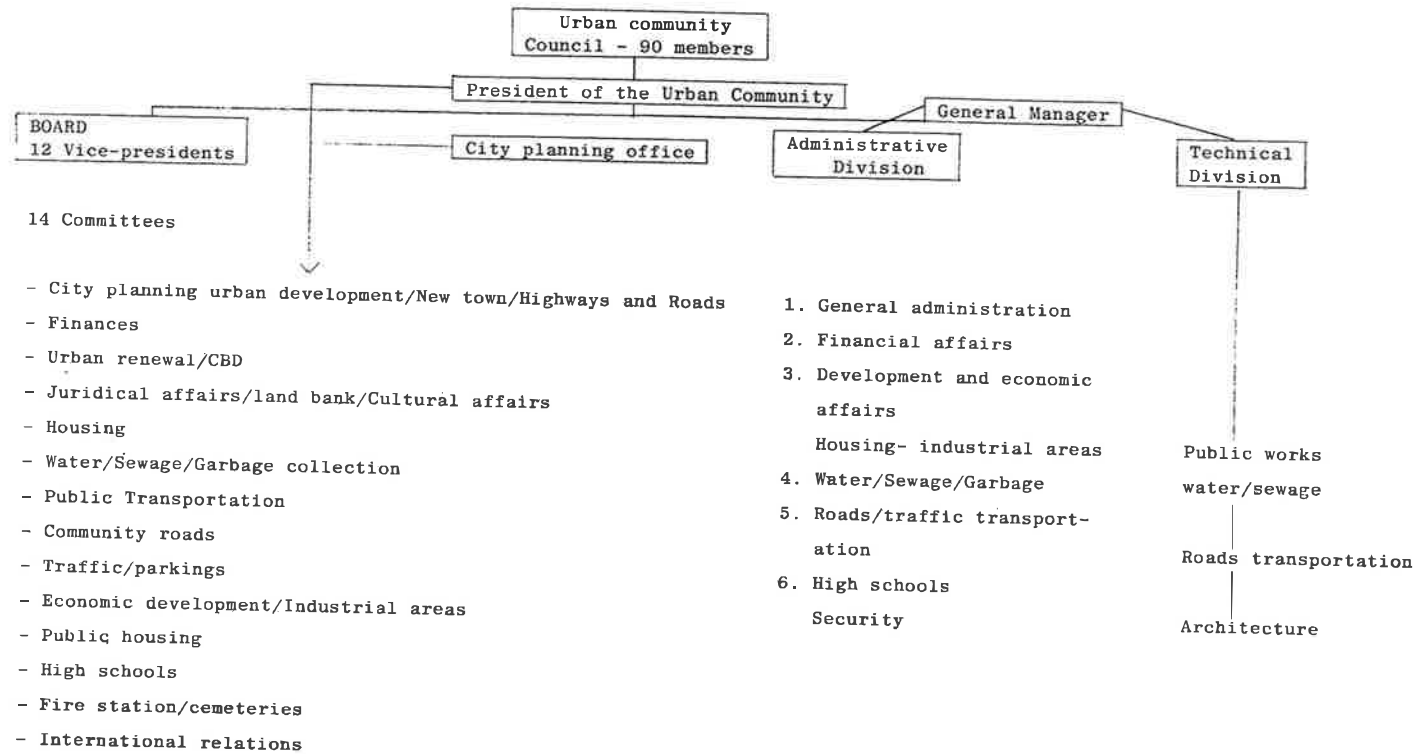 Urban community
Council - 90 members
President of the Urban Community
General Manager
BOARD
12 Vice-presidents
City planning office
Administrative
Division
Technical
Division
14 Committees
- City planning urban development/New town/Highways and Roads
- Finances
- Urban renewal/CBD
- Juridical affairs/land bank/Cultural affairs
- Housing
- Water/Sewage/Garbage collection
- Public Transportation
- Community roads
- Traffic/parkings
- Economic development/Industrial areas
- Public housing
- High schools
- Fire station/cemeteries
- International relations
1. General administration
2. Financial affairs
3. Development and economic
affairs
Housing- industrial areas
4. Water/Sewage/Garbage
5. Roads/traffic transport-
ation
6. High schools
Security
Public works
water/sewage
Roads transportation
Architecture